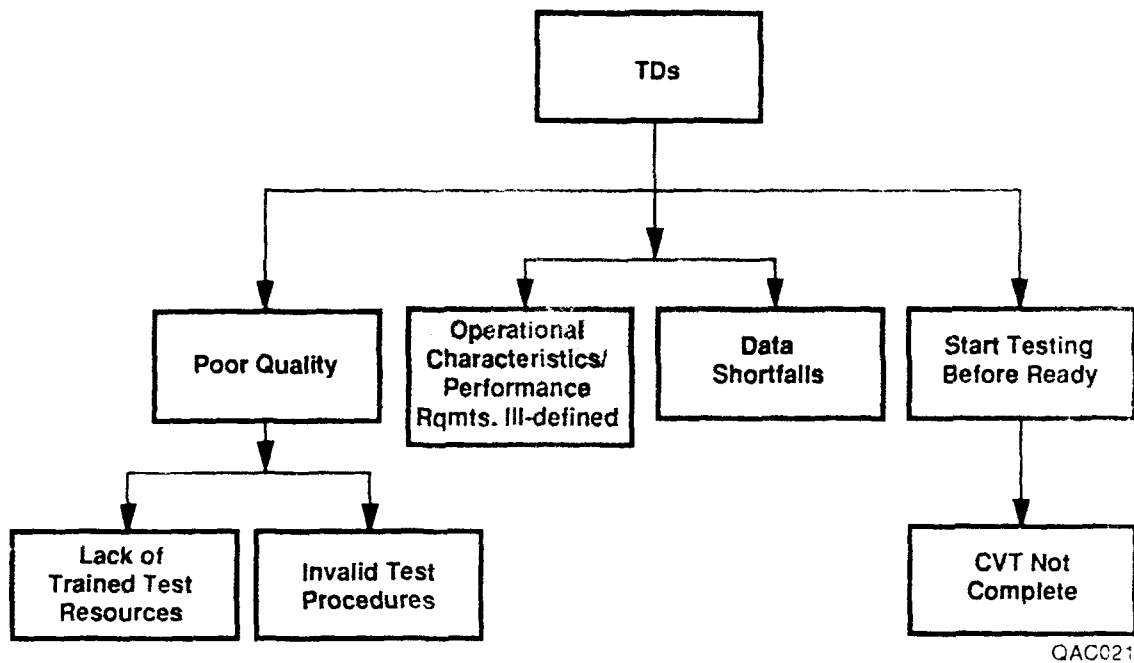 TDs
Poor Quality
Operational
Characteristics/
Performance
Rqmts. Ill-defined
Data
Shortfalls
Start Testing
Before Ready
Lack of
Trained Test
Resources
Invalid Test
Procedures
CVT Not
Complete
QAC021